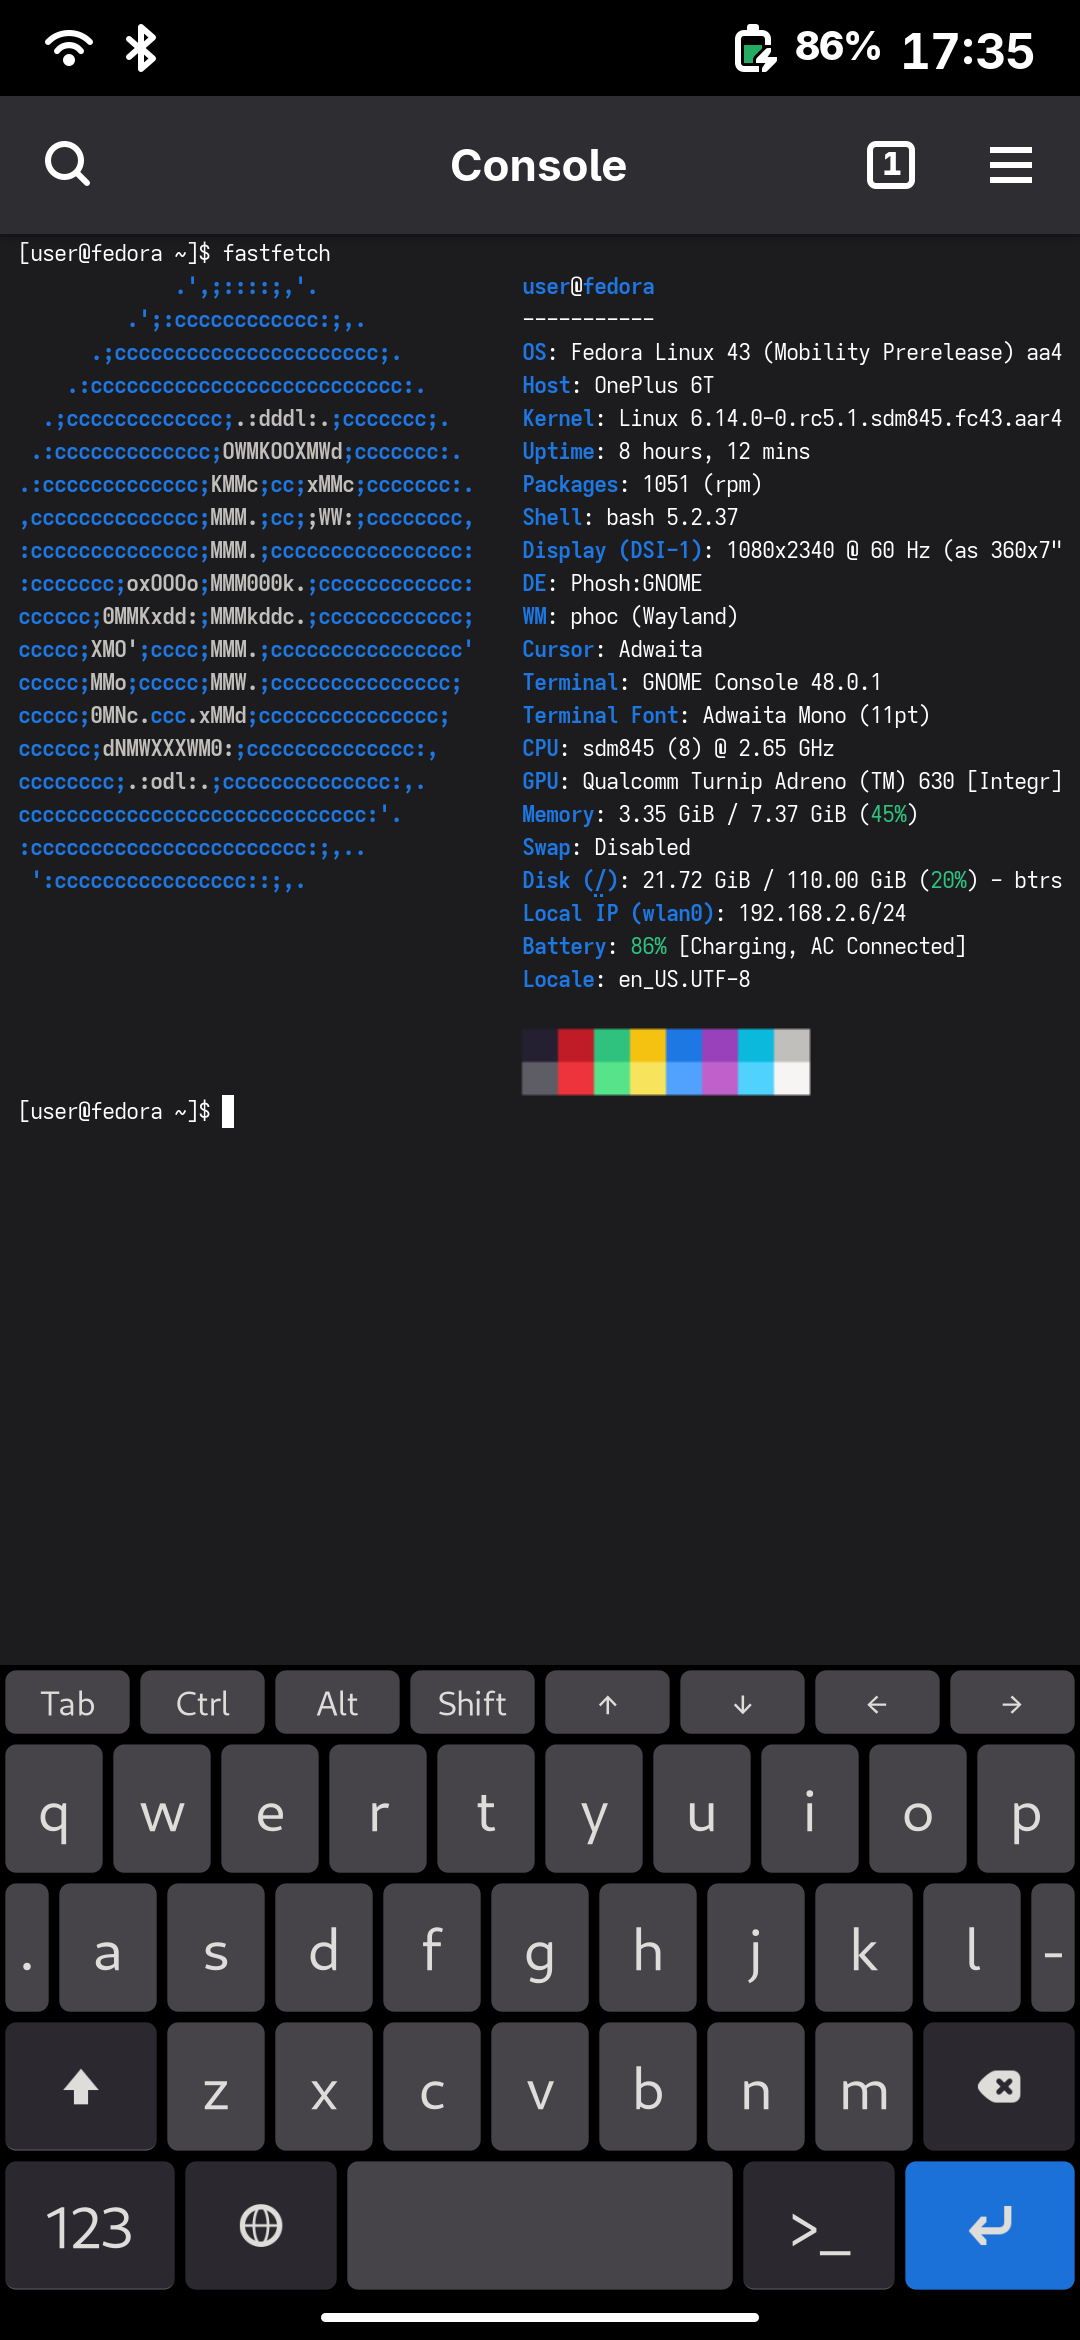 86% 17:35
Console 1
[user@fedora ~]$ fastfetch
             .',;::::;,'.                 user@fedora
         .';:cccccccccccc:;,.             -----------
      .;cccccccccccccccccccccc;.          OS: Fedora Linux 43 (Mobility Prerelease) aa4
    .:cccccccccccccccccccccccccc:.        Host: OnePlus 6T
  .;ccccccccccccc;.:dddl:.;ccccccc;.      Kernel: Linux 6.14.0-0.rc5.1.sdm845.fc43.aar4
 .:ccccccccccccc;OWMKOOXMWd;ccccccc:.     Uptime: 8 hours, 12 mins
.:ccccccccccccc;KMMc;cc;xMMc;ccccccc:.    Packages: 1051 (rpm)
,cccccccccccccc;MMM.;cc;;WW:;cccccccc,    Shell: bash 5.2.37
:cccccccccccccc;MMM.;cccccccccccccccc:    Display (DSI-1): 1080x2340 @ 60 Hz (as 360x7"
:ccccccc;oxOOOo;MMM000k.;cccccccccccc:    DE: Phosh:GNOME
cccccc;0MMKxdd:;MMMkddc.;cccccccccccc;    WM: phoc (Wayland)
ccccc;XMO';cccc;MMM.;cccccccccccccccc'    Cursor: Adwaita
ccccc;MMo;ccccc;MMW.;ccccccccccccccc;     Terminal: GNOME Console 48.0.1
ccccc;0MNc.ccc.xMMd;ccccccccccccccc;      Terminal Font: Adwaita Mono (11pt)
cccccc;dNMWXXXWM0:;cccccccccccccc:,       CPU: sdm845 (8) @ 2.65 GHz
cccccccc;.:odl:.;cccccccccccccc:,.        GPU: Qualcomm Turnip Adreno (TM) 630 [Integr]
ccccccccccccccccccccccccccccc:'.          Memory: 3.35 GiB / 7.37 GiB (45%)
:ccccccccccccccccccccccc:;,..             Swap: Disabled
 ':cccccccccccccccc::;,.                  Disk (/): 21.72 GiB / 110.00 GiB (20%) - btrs
Local IP (wlan0): 192.168.2.6/24
Battery: 86% [Charging, AC Connected]
Locale: en_US.UTF-8
[user@fedora ~]$
Tab Ctrl Alt Shift ↑ ↓ ← →
q w e r t y u i o p
. a s d f g h j k l -
z x c v b n m
123 >_